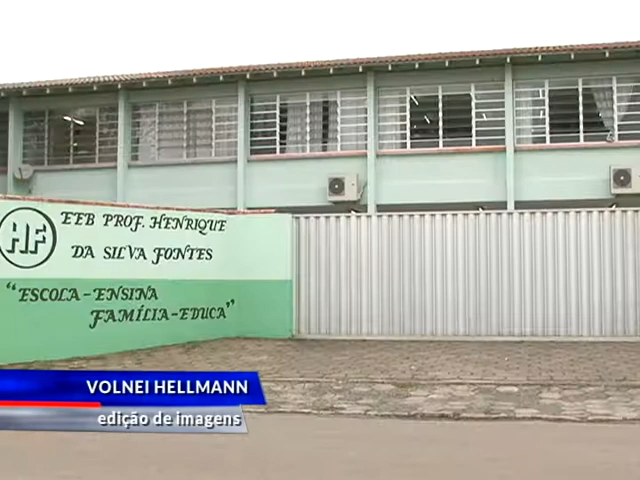 HF
EEB PROF. HENRIQUE
DA SILVA FONTES
"ESCOLA-ENSINA
FAMÍLIA-EDUCA"
VOLNEI HELLMANN
edição de imagens